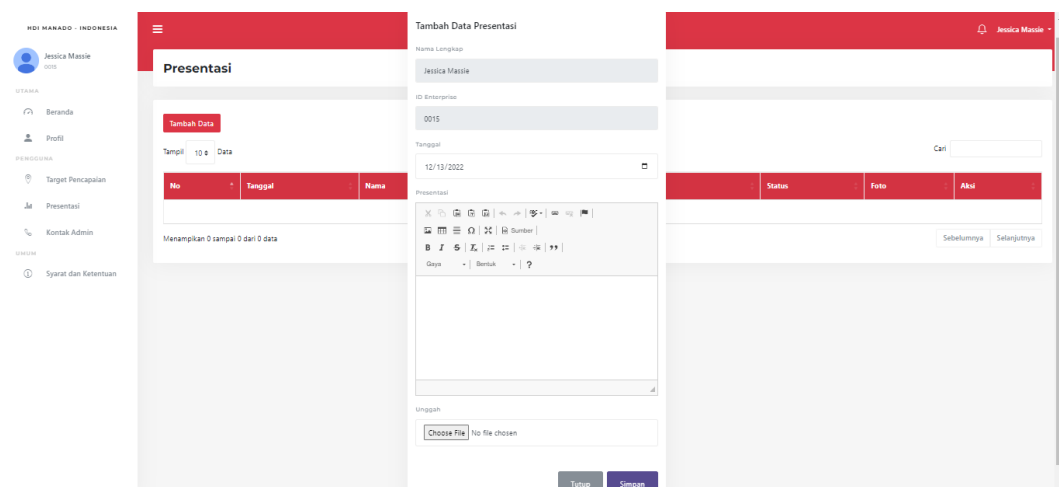 HDI MANADO - INDONESIA
Jessica Massie
0015
UTAMA
Beranda
Profil
PENGGUNA
Target Pencapaian
Presentasi
Kontak Admin
UMUM
Syarat dan Ketentuan
Jessica Massie
Presentasi
Tambah Data
Tampil 10 Data
Cari
No Tanggal Nama Status Foto Aksi
Menampilkan 0 sampai 0 dari 0 data
Sebelumnya Selanjutnya
Tambah Data Presentasi
Nama Lengkap
Jessica Massie
ID Enterprise
0015
Tanggal
12/13/2022
Presentasi
Sumber
B I S Ix
Gaya Bentuk ?
Unggah
Choose File No file chosen
Tutup Simpan